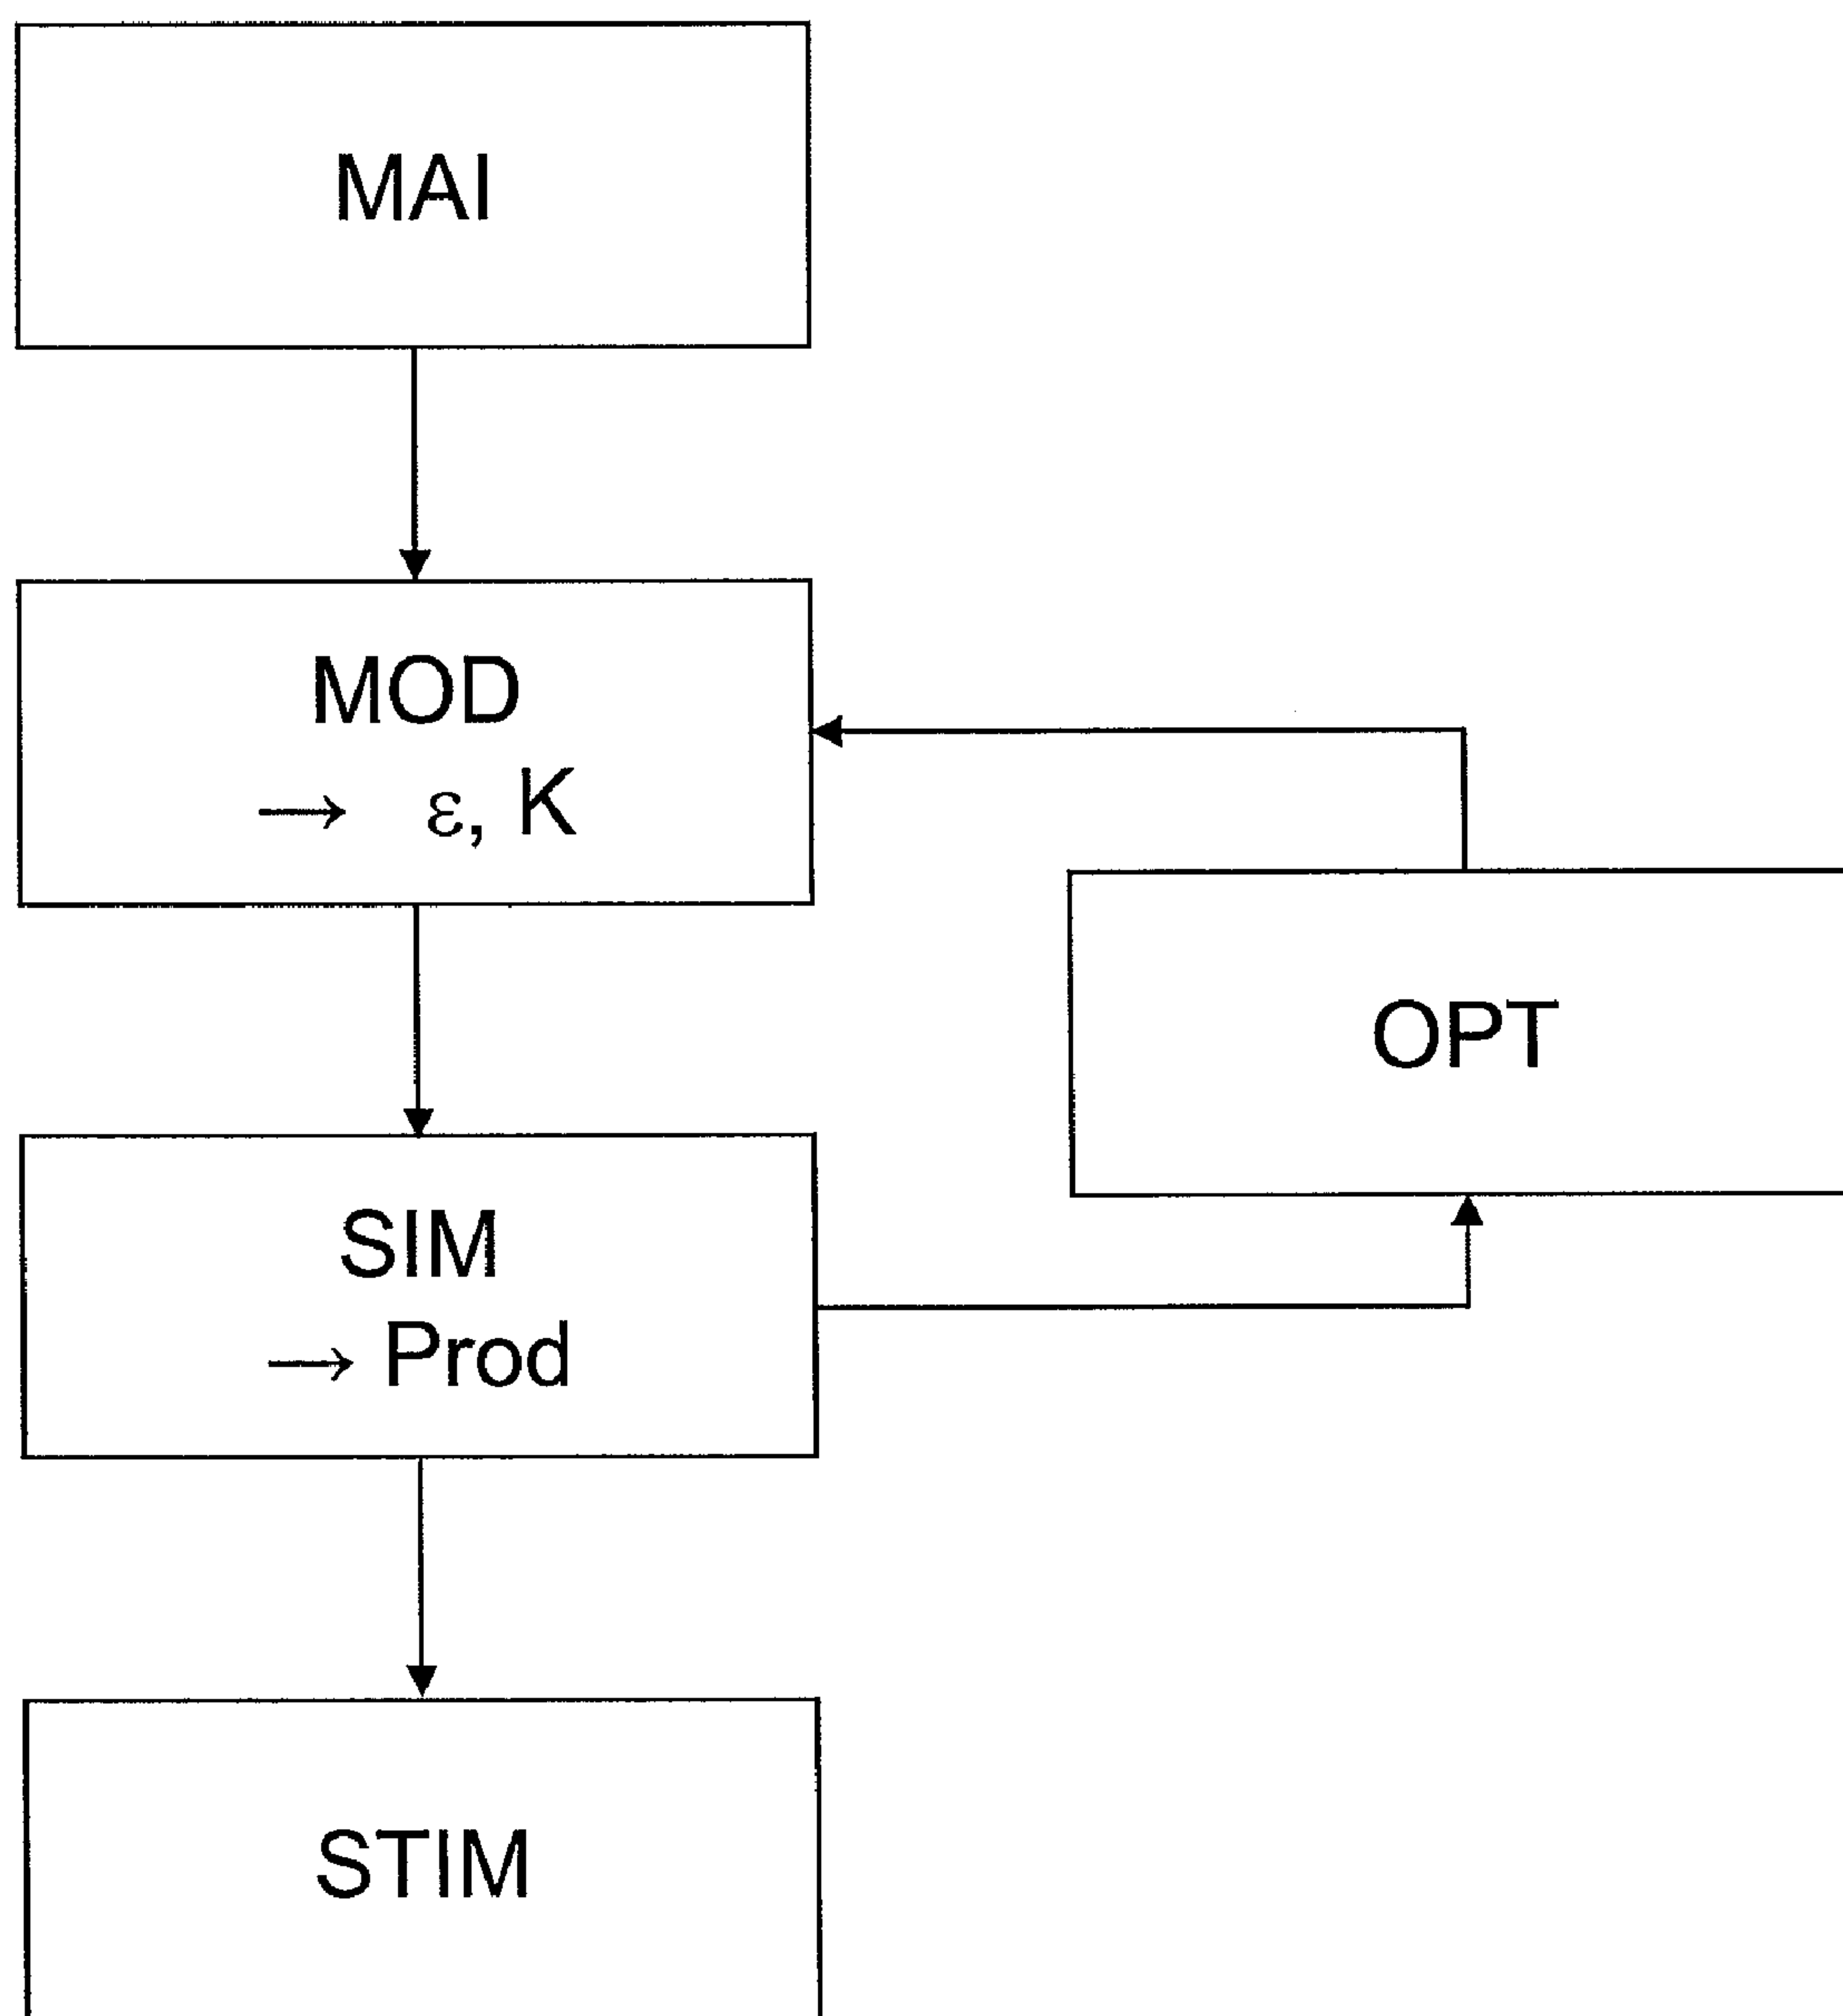 MAI
MOD
→ ε, K
OPT
SIM
→ Prod
STIM